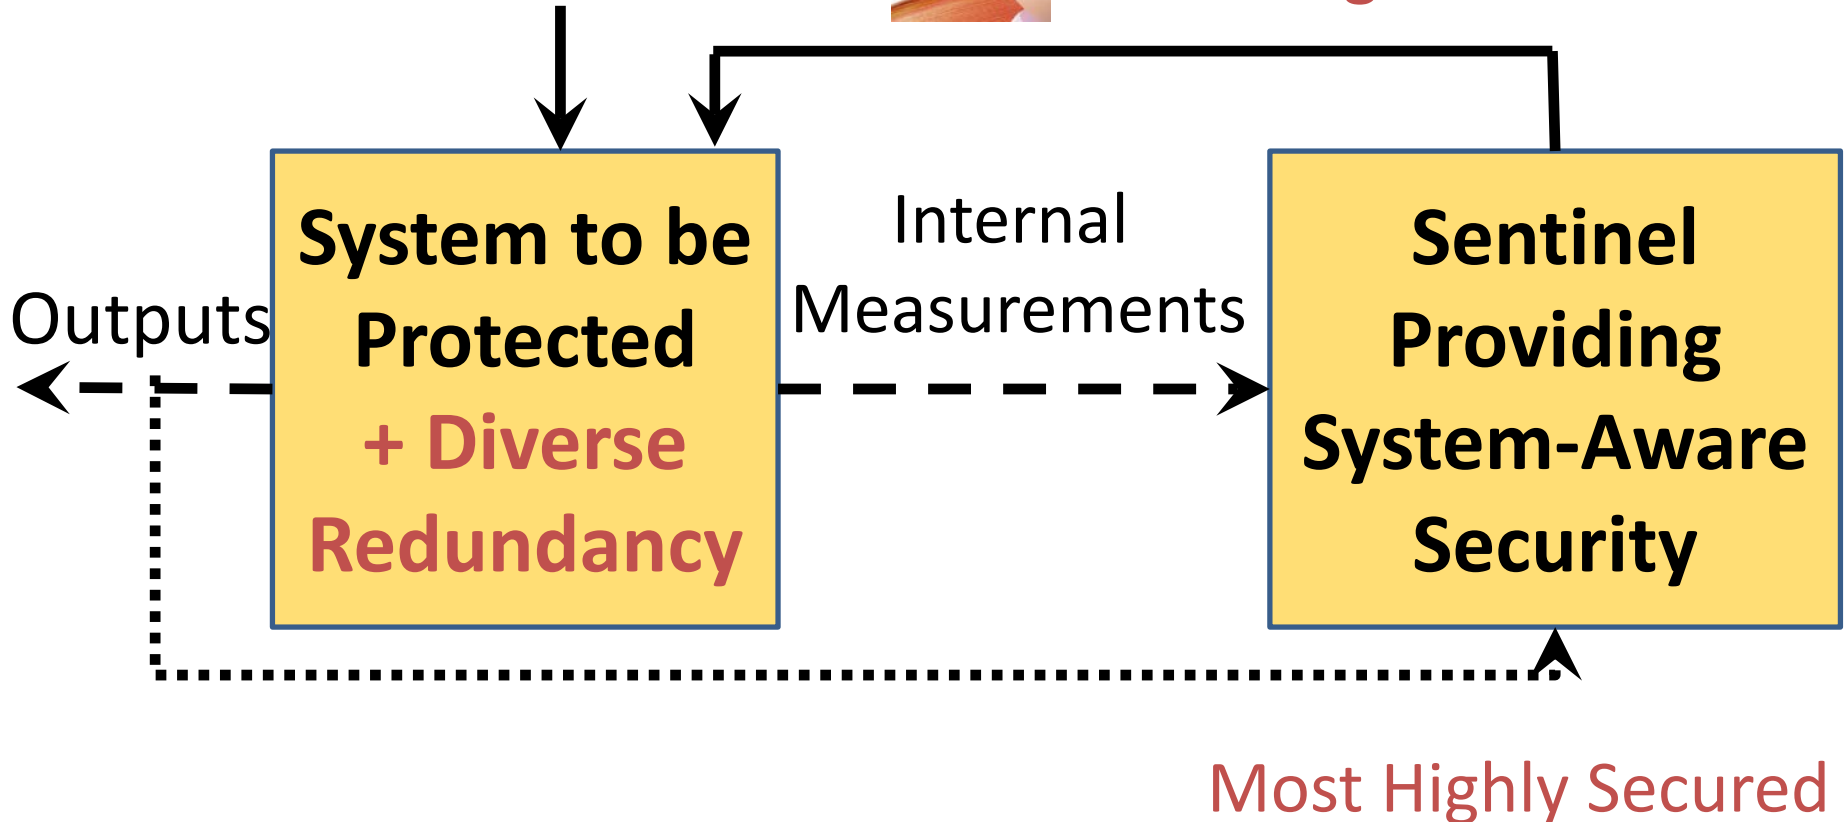 System to be
Protected
+ Diverse
Redundancy
Outputs
Internal
Measurements
Sentinel
Providing
System-Aware
Security
Most Highly Secured